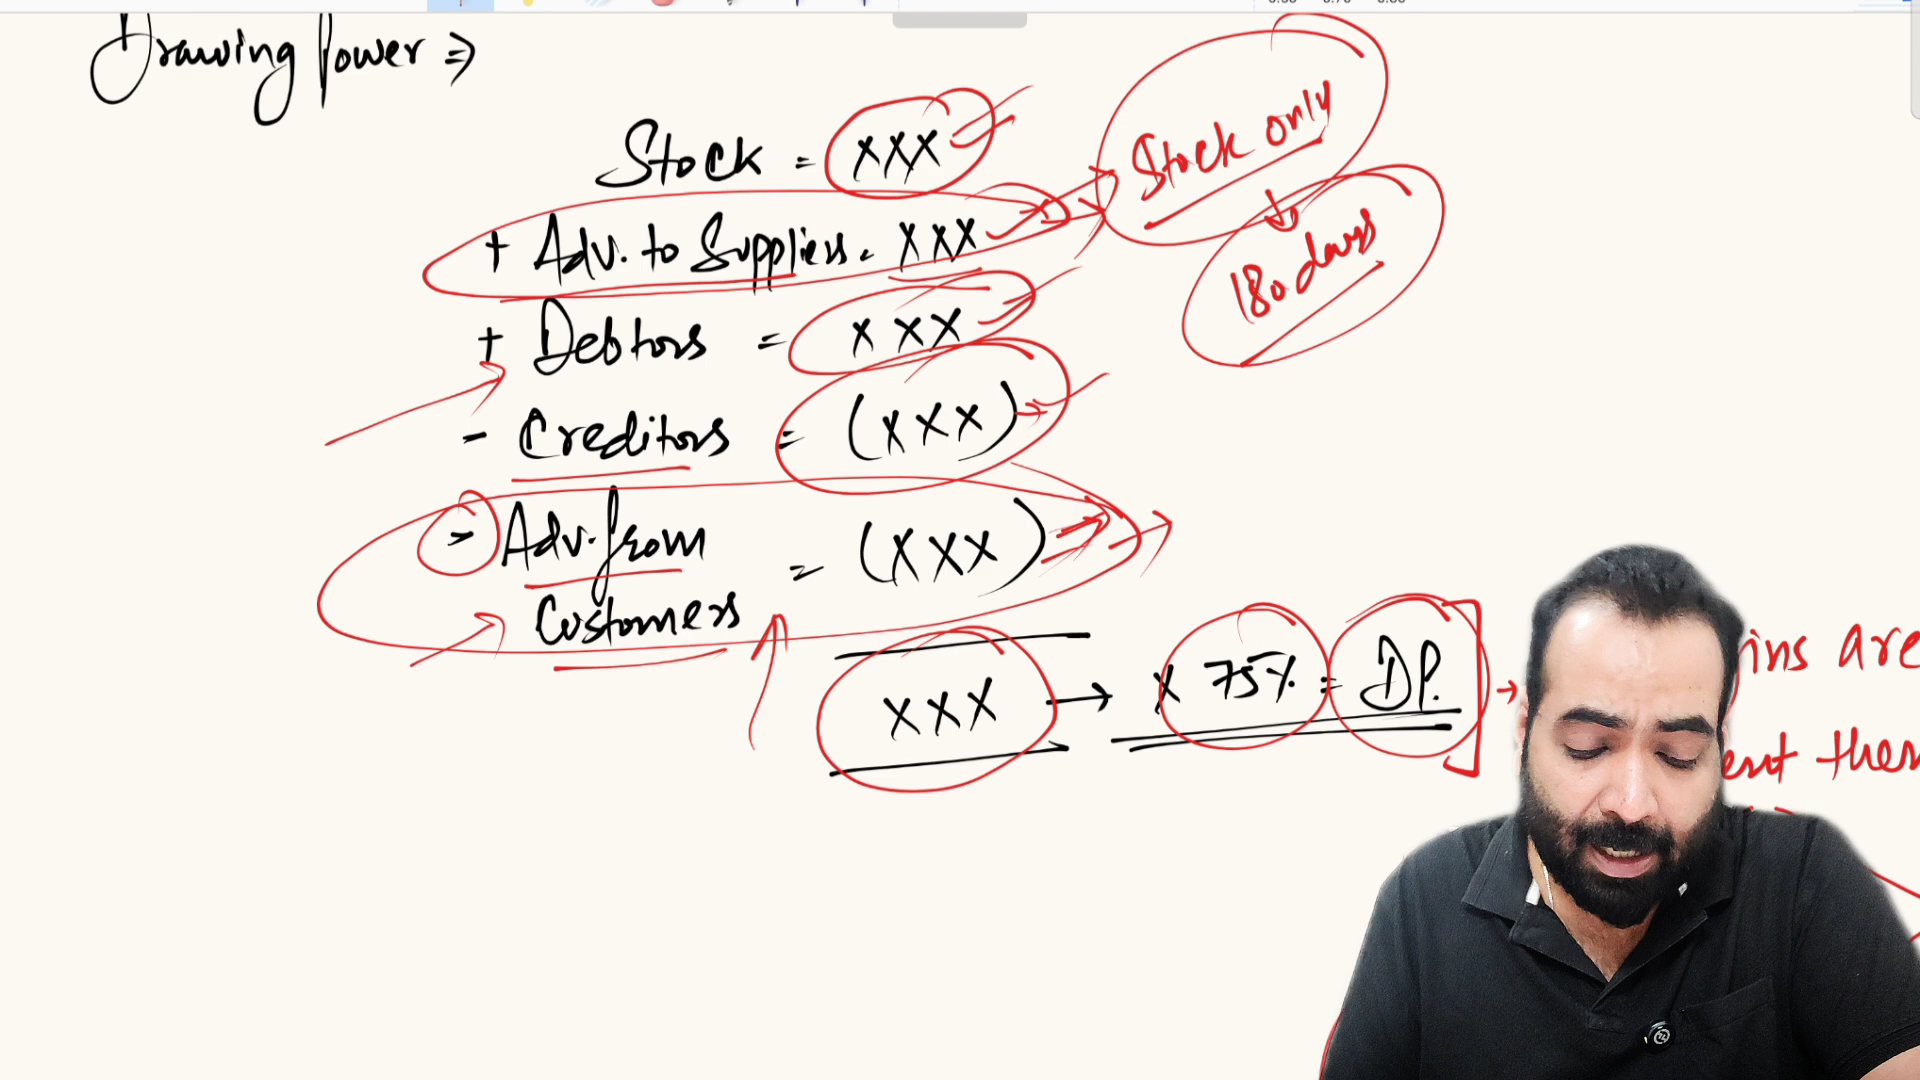 Drawing Power ⇒
Stock = XXX
Stock only
+ Adv. to Suppliers = XXX
180 days
+ Debtors = XXX
- Creditors = (XXX)
- Adv. from Customers = (XXX)
XXX → X 75% = DP. →
ins are
ent then